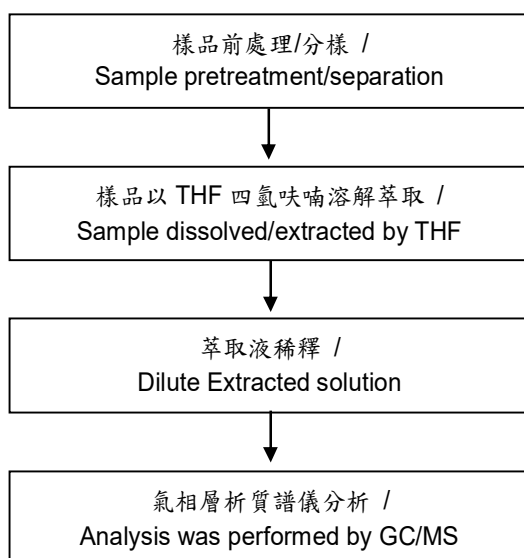 樣品前處理/分樣 /
Sample pretreatment/separation
樣品以 THF 四氫呋喃溶解萃取 /
Sample dissolved/extracted by THF
萃取液稀釋 /
Dilute Extracted solution
氣相層析質譜儀分析 /
Analysis was performed by GC/MS